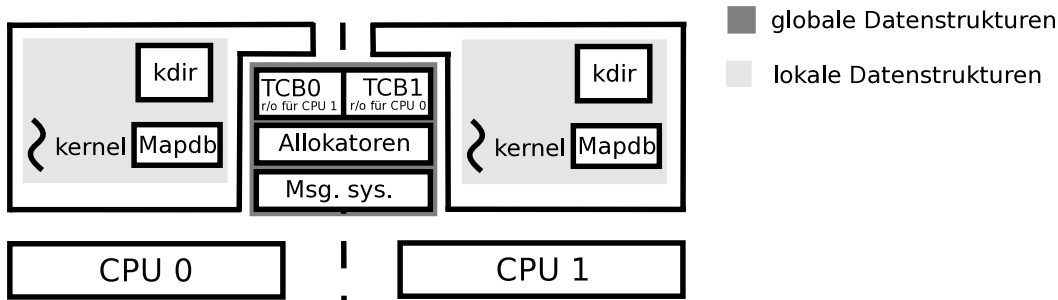 globale Datenstrukturen
lokale Datenstrukturen
kdir
kernel
Mapdb
TCB0
r/o für CPU 1
TCB1
r/o für CPU 0
Allokatoren
Msg. sys.
kdir
kernel
Mapdb
CPU 0
CPU 1